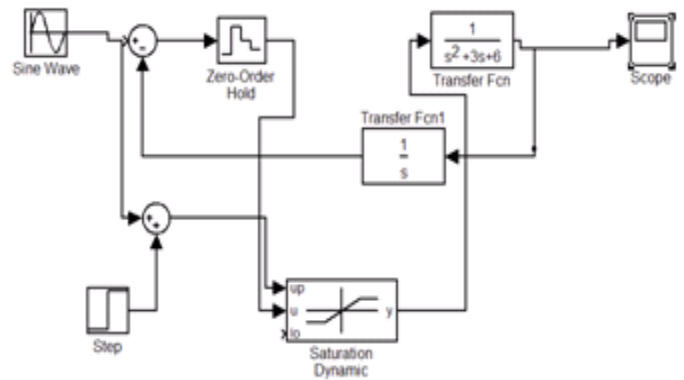 1
s²+3s+6
Sine Wave
Zero-Order
Hold
Transfer Fcn
Scope
Transfer Fcn1
1
s
up
u
y
lo
Step
Saturation
Dynamic